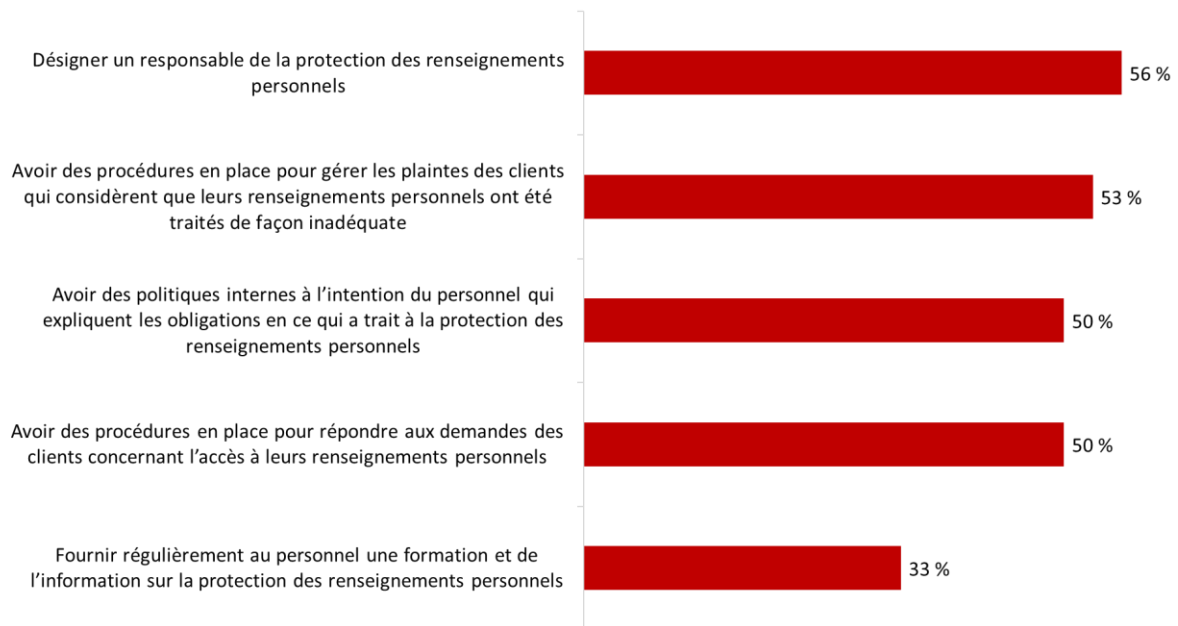 Désigner un responsable de la protection des renseignements
personnels
56 %
Avoir des procédures en place pour gérer les plaintes des clients
qui considèrent que leurs renseignements personnels ont été
traités de façon inadéquate
53 %
Avoir des politiques internes à l’intention du personnel qui
expliquent les obligations en ce qui a trait à la protection des
renseignements personnels
50 %
Avoir des procédures en place pour répondre aux demandes des
clients concernant l’accès à leurs renseignements personnels
50 %
Fournir régulièrement au personnel une formation et de
l’information sur la protection des renseignements personnels
33 %